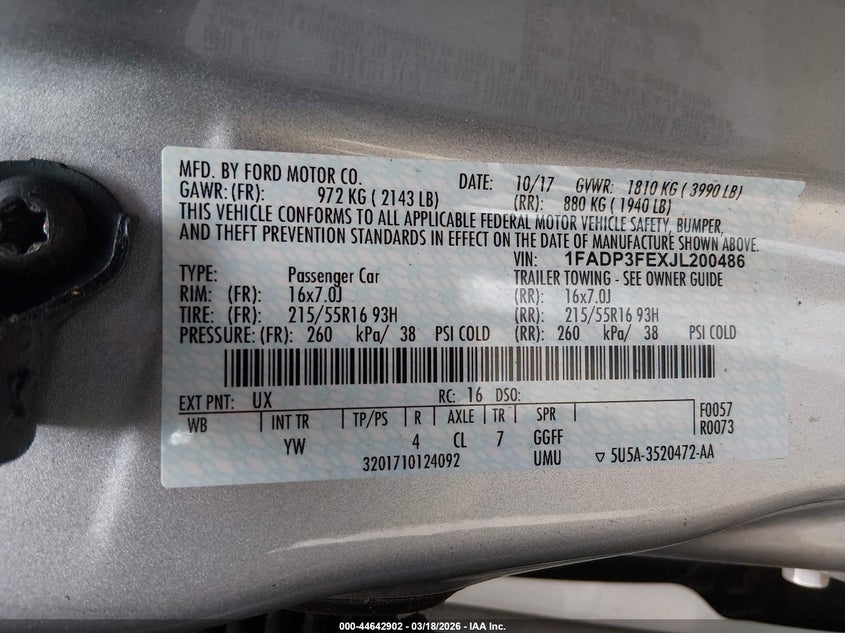 MFD. BY FORD MOTOR CO. DATE: 10/17 GVWR: 1810 KG ( 3990 LB)
GAWR: (FR): 972 KG ( 2143 LB) (RR): 880 KG ( 1940 LB)
THIS VEHICLE CONFORMS TO ALL APPLICABLE FEDERAL MOTOR VEHICLE SAFETY, BUMPER,
AND THEFT PREVENTION STANDARDS IN EFFECT ON THE DATE OF MANUFACTURE SHOWN ABOVE.
VIN: 1FADP3FEXJL200486
TYPE: Passenger Car TRAILER TOWING - SEE OWNER GUIDE
RIM: (FR): 16x7.0J (RR): 16x7.0J
TIRE: (FR): 215/55R16 93H (RR): 215/55R16 93H
PRESSURE: (FR): 260 kPa/ 38 PSI COLD (RR): 260 kPa/ 38 PSI COLD
EXT PNT: UX RC: 16 DSO:
WB INT TR TP/PS R AXLE TR SPR F0057
YW 4 CL 7 GGFF R0073
3201710124092 UMU ▽ 5U5A-3520472-AA
000-44642902 - 03/18/2026 - IAA Inc.